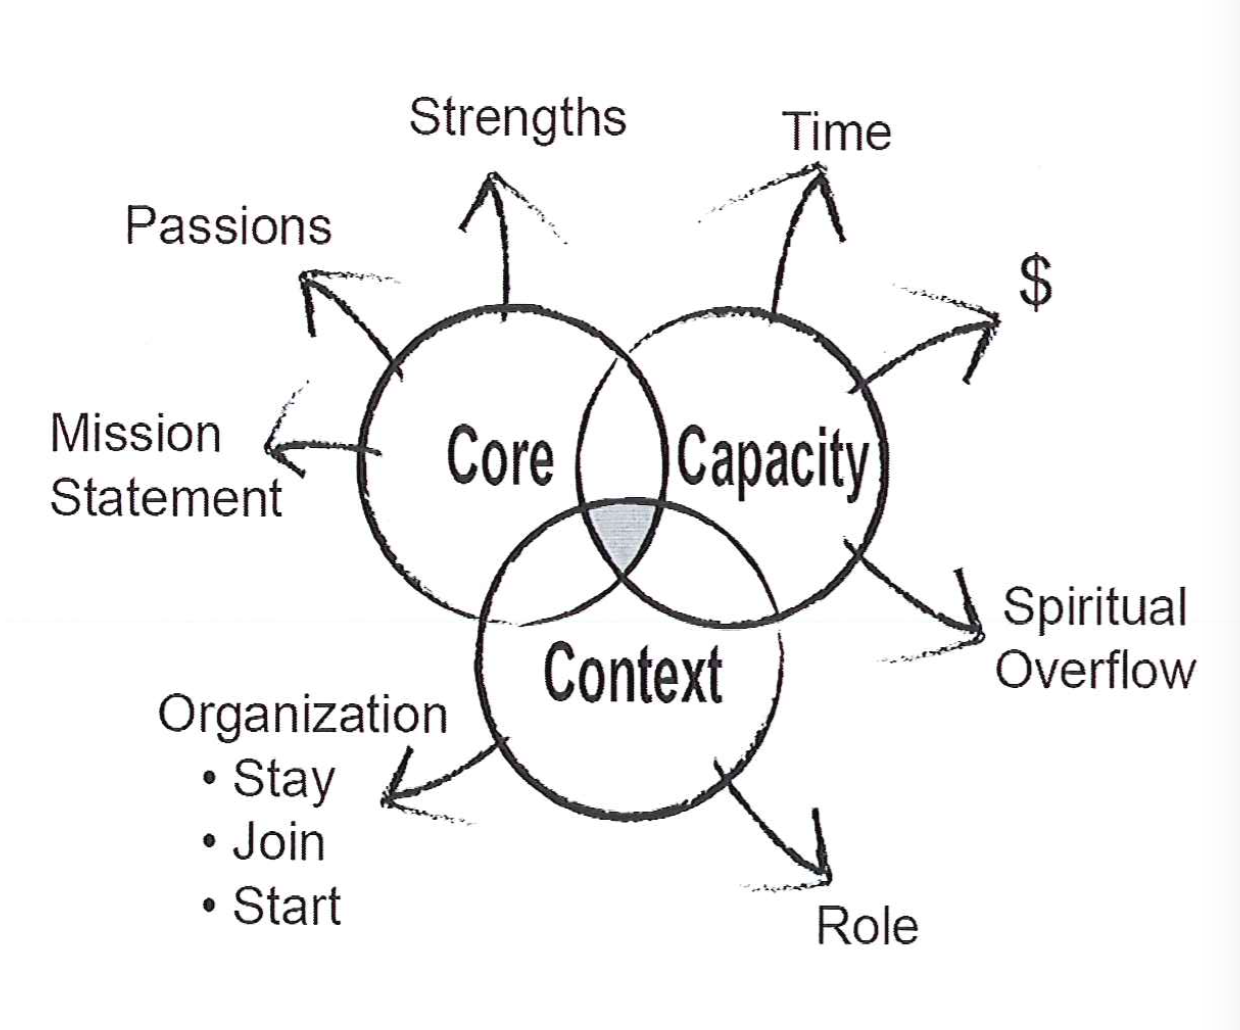 Strengths
Time
Passions
$
Mission
Statement
Core
Capacity
Spiritual
Overflow
Context
Organization
• Stay
• Join
• Start
Role